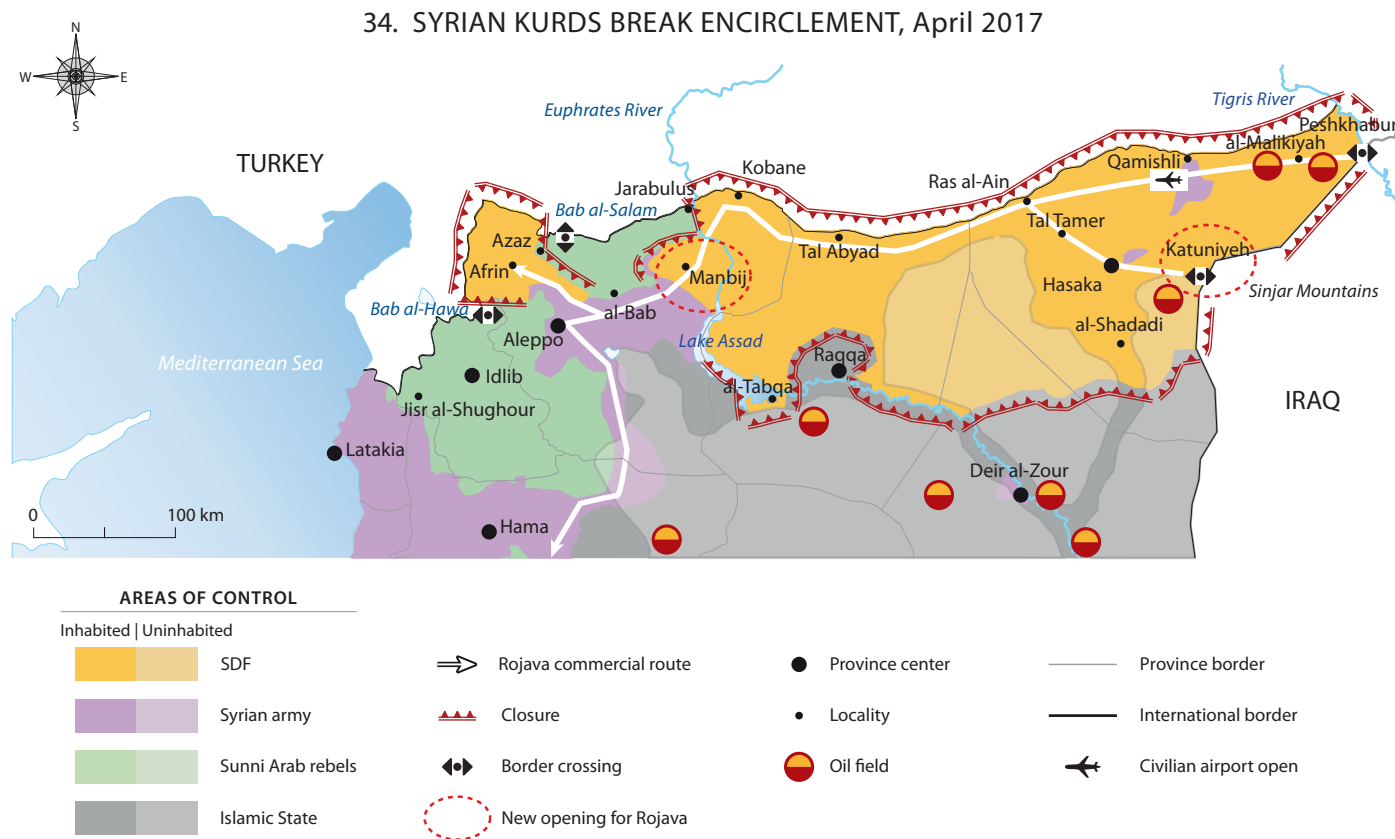 34. SYRIAN KURDS BREAK ENCIRCLEMENT, April 2017
N
W E
S
Euphrates River
Tigris River
Peshkhabur
al-Malikiyah
TURKEY
Qamishli
Kobane
Jarabulus
Ras al-Ain
Bab al-Salam
Tal Tamer
Azaz
Tal Abyad
Katuniyeh
Afrin
Manbij
Hasaka
Sinjar Mountains
Bab al-Hawa
al-Bab
al-Shadadi
Aleppo
Lake Assad
Mediterranean Sea
Raqqa
Idlib
al-Tabqa
IRAQ
Jisr al-Shughour
Latakia
Deir al-Zour
0 100 km
Hama
AREAS OF CONTROL
Inhabited | Uninhabited
SDF
Rojava commercial route
Province center
Province border
Syrian army
Closure
Locality
International border
Sunni Arab rebels
Border crossing
Oil field
Civilian airport open
Islamic State
New opening for Rojava